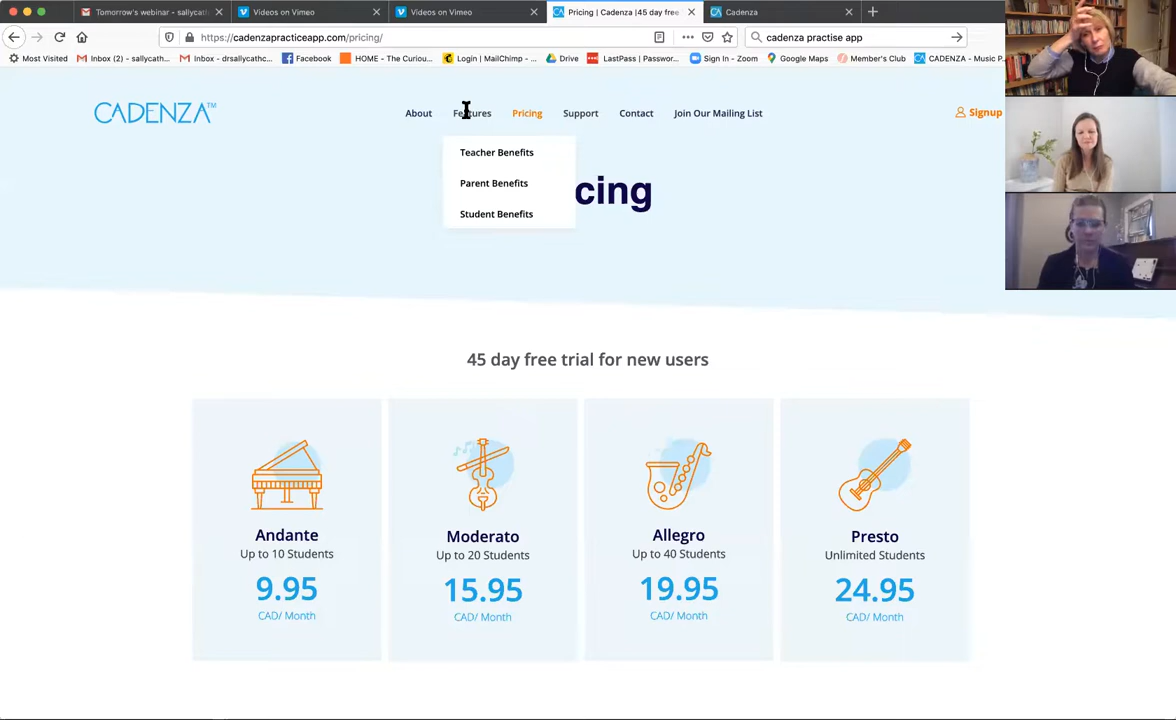 Tomorrow's webinar - sallycath
Videos on Vimeo
Videos on Vimeo
Pricing | Cadenza |45 day free
Cadenza
https://cadenzapracticeapp.com/pricing/
cadenza practise app
Most Visited
Inbox (2) - sallycath...
Inbox - drsallycathc...
Facebook
HOME - The Curiou...
Login | MailChimp - ...
Drive
LastPass | Passwor...
Sign In - Zoom
Google Maps
Member's Club
CADENZA - Music P...
CADENZA™
About
Features
Pricing
Support
Contact
Join Our Mailing List
Signup
Teacher Benefits
Parent Benefits
Student Benefits
cing
45 day free trial for new users
Andante
Up to 10 Students
9.95
CAD/ Month
Moderato
Up to 20 Students
15.95
CAD/ Month
Allegro
Up to 40 Students
19.95
CAD/ Month
Presto
Unlimited Students
24.95
CAD/ Month